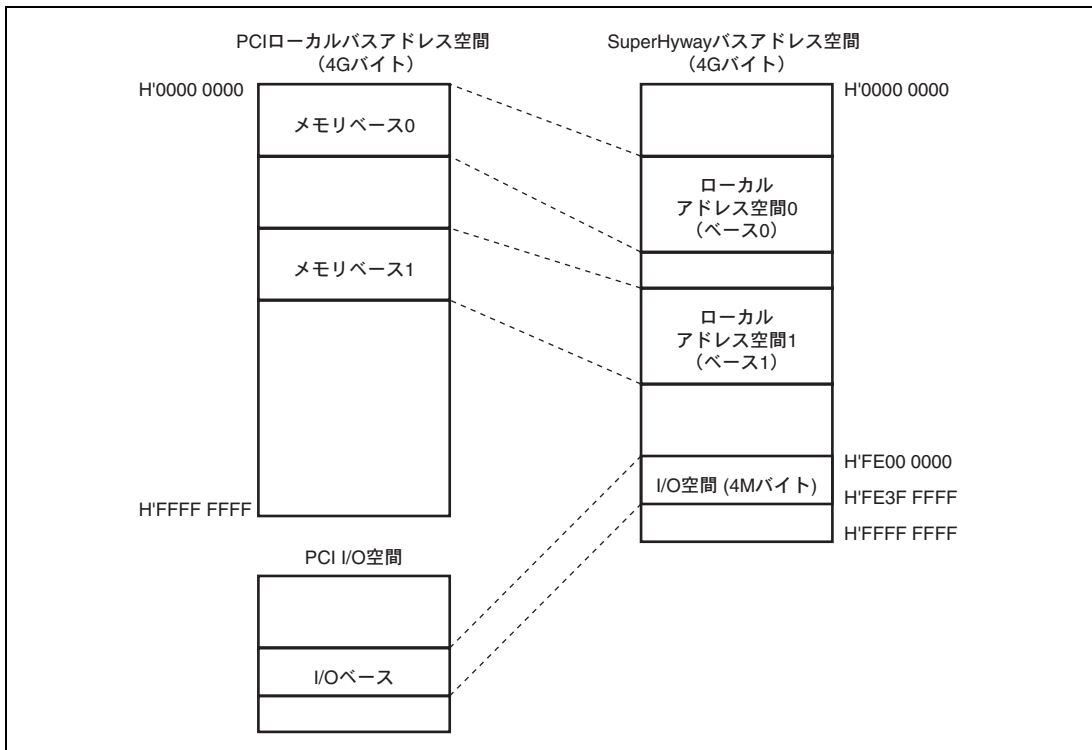 PCIローカルバスアドレス空間
（4Gバイト）
H'0000 0000
メモリベース0
メモリベース1
H'FFFF FFFF
PCI I/O空間
I/Oベース
SuperHywayバスアドレス空間
（4Gバイト）
H'0000 0000
ローカル
アドレス空間0
（ベース0）
ローカル
アドレス空間1
（ベース1）
H'FE00 0000
I/O空間 (4Mバイト)
H'FE3F FFFF
H'FFFF FFFF